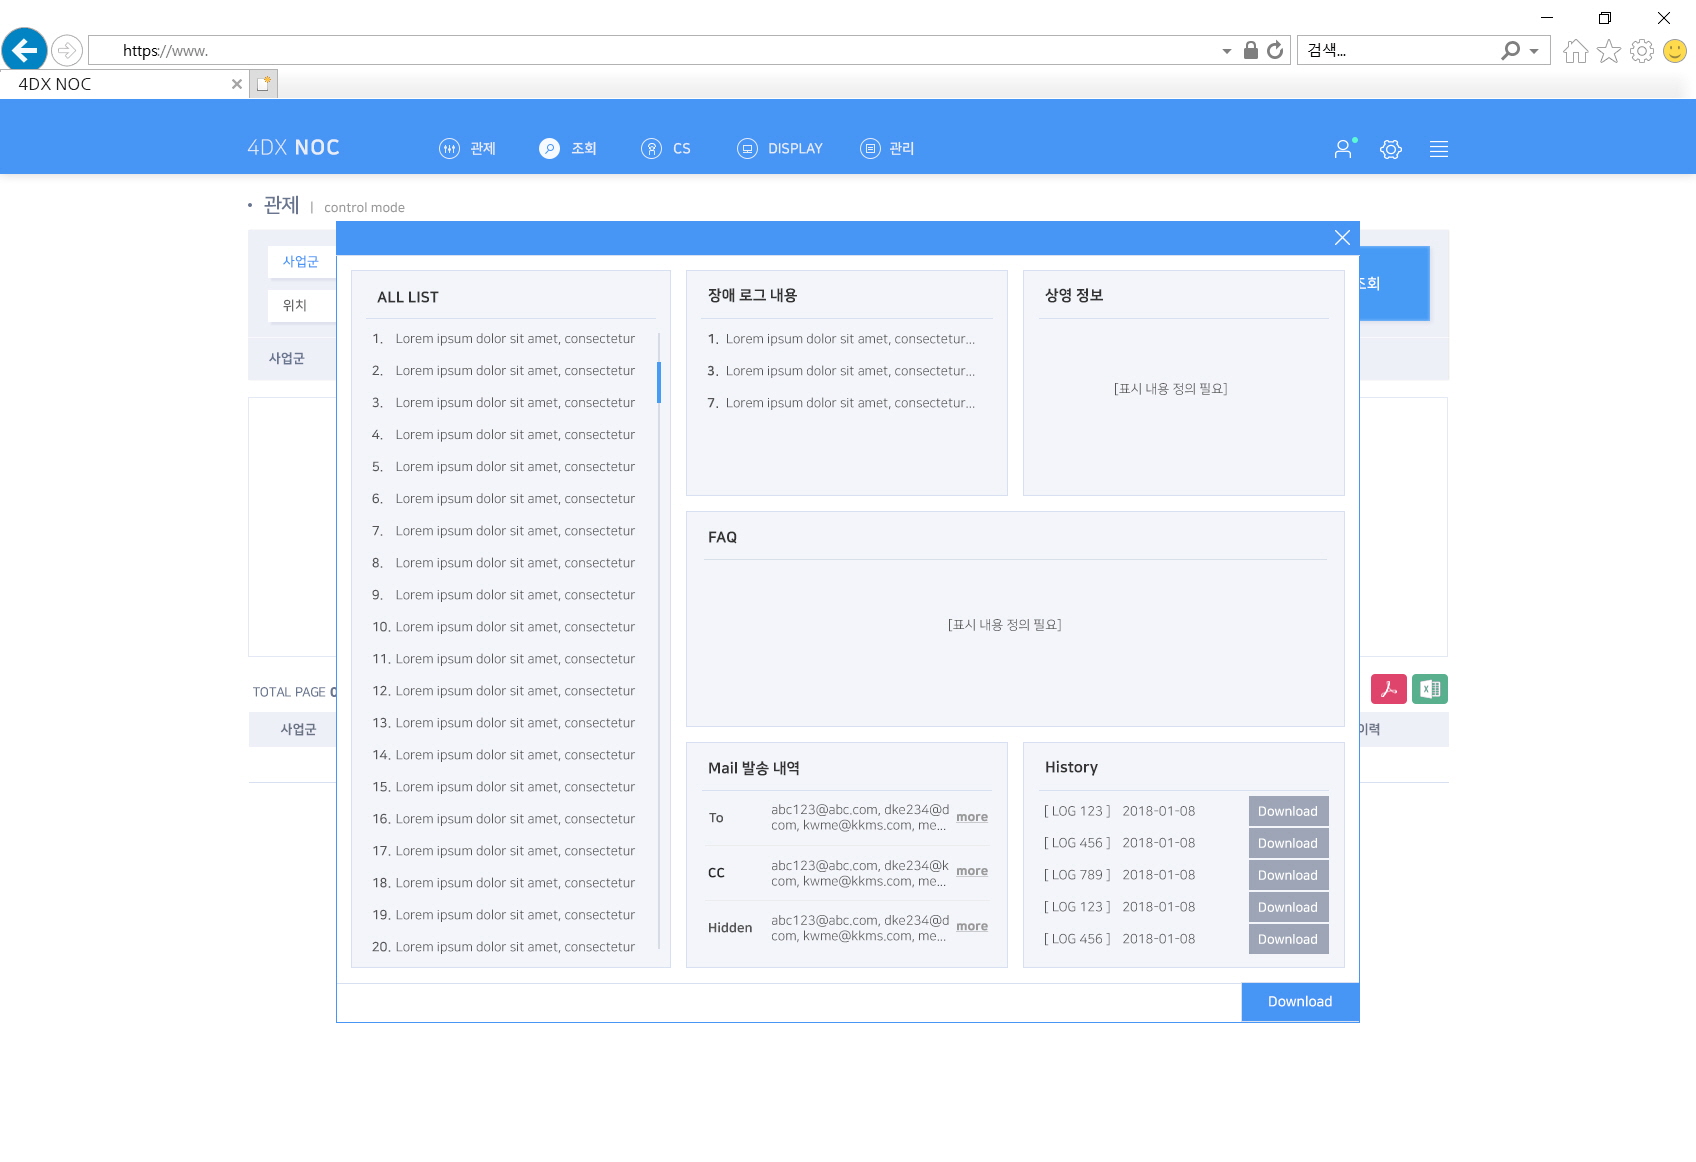 https://www.
검색...
4DX NOC
4DX NOC
관제
조회
CS
DISPLAY
관리
관제 | control mode
사업군
위치
조회
사업군
TOTAL PAGE
사업군
이력
ALL LIST
1. Lorem ipsum dolor sit amet, consectetur
2. Lorem ipsum dolor sit amet, consectetur
3. Lorem ipsum dolor sit amet, consectetur
4. Lorem ipsum dolor sit amet, consectetur
5. Lorem ipsum dolor sit amet, consectetur
6. Lorem ipsum dolor sit amet, consectetur
7. Lorem ipsum dolor sit amet, consectetur
8. Lorem ipsum dolor sit amet, consectetur
9. Lorem ipsum dolor sit amet, consectetur
10. Lorem ipsum dolor sit amet, consectetur
11. Lorem ipsum dolor sit amet, consectetur
12. Lorem ipsum dolor sit amet, consectetur
13. Lorem ipsum dolor sit amet, consectetur
14. Lorem ipsum dolor sit amet, consectetur
15. Lorem ipsum dolor sit amet, consectetur
16. Lorem ipsum dolor sit amet, consectetur
17. Lorem ipsum dolor sit amet, consectetur
18. Lorem ipsum dolor sit amet, consectetur
19. Lorem ipsum dolor sit amet, consectetur
20. Lorem ipsum dolor sit amet, consectetur
장애 로그 내용
1. Lorem ipsum dolor sit amet, consectetur...
3. Lorem ipsum dolor sit amet, consectetur...
7. Lorem ipsum dolor sit amet, consectetur...
상영 정보
[표시 내용 정의 필요]
FAQ
[표시 내용 정의 필요]
Mail 발송 내역
To
abc123@abc.com, dke234@d
com, kwme@kkms.com, me...
more
CC
abc123@abc.com, dke234@k
com, kwme@kkms.com, me...
more
Hidden
abc123@abc.com, dke234@d
com, kwme@kkms.com, me...
more
History
[ LOG 123 ] 2018-01-08 Download
[ LOG 456 ] 2018-01-08 Download
[ LOG 789 ] 2018-01-08 Download
[ LOG 123 ] 2018-01-08 Download
[ LOG 456 ] 2018-01-08 Download
Download